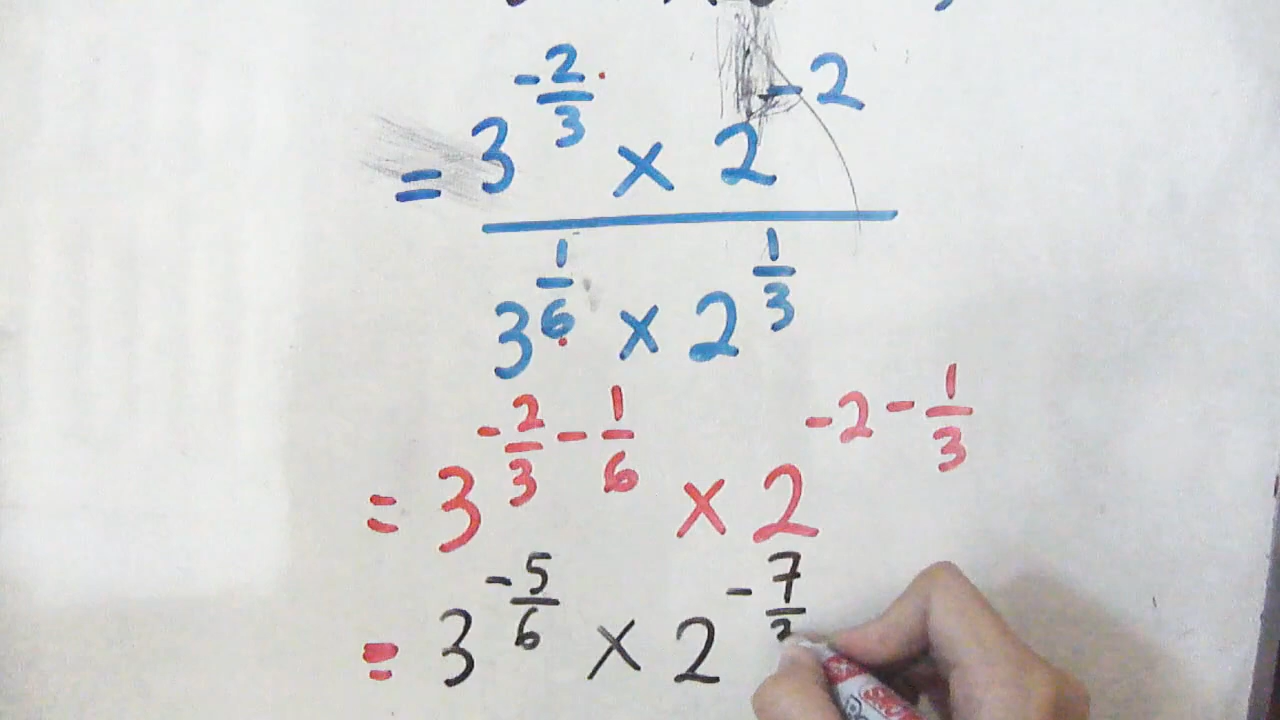 = 3^(-2/3) × 2^(-2)
/ 3^(1/6) × 2^(1/3)
= 3^(-2/3 - 1/6) × 2^(-2 - 1/3)
= 3^(-5/6) × 2^(-7/3)